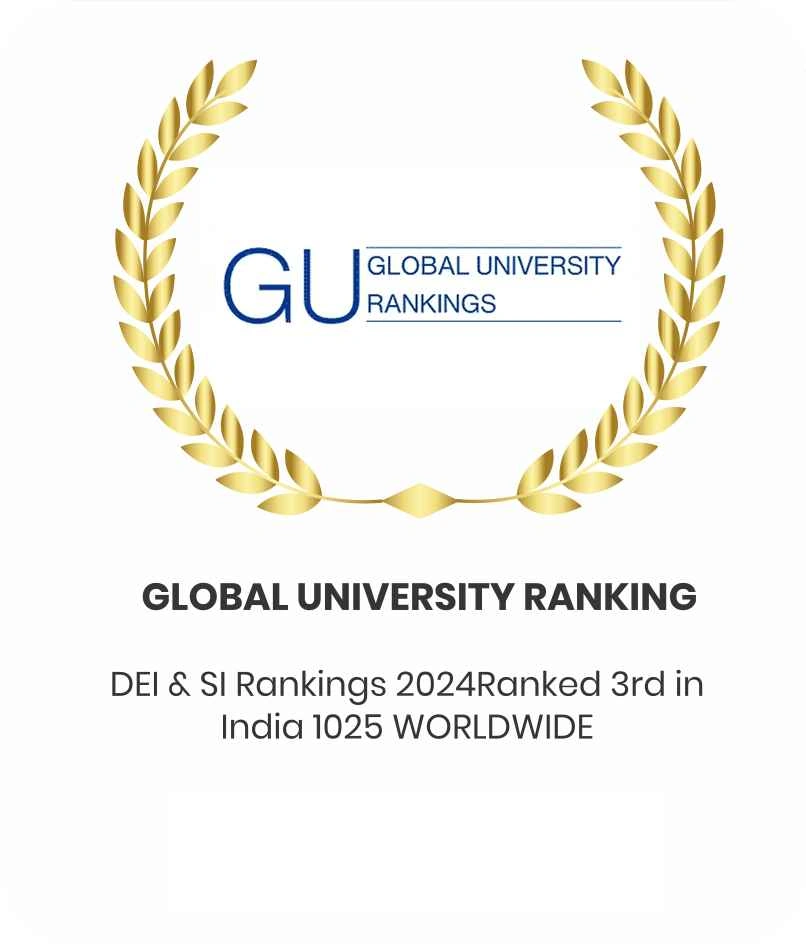 GU
GLOBAL UNIVERSITY
RANKINGS
GLOBAL UNIVERSITY RANKING
DEI & SI Rankings 2024Ranked 3rd in
India 1025 WORLDWIDE